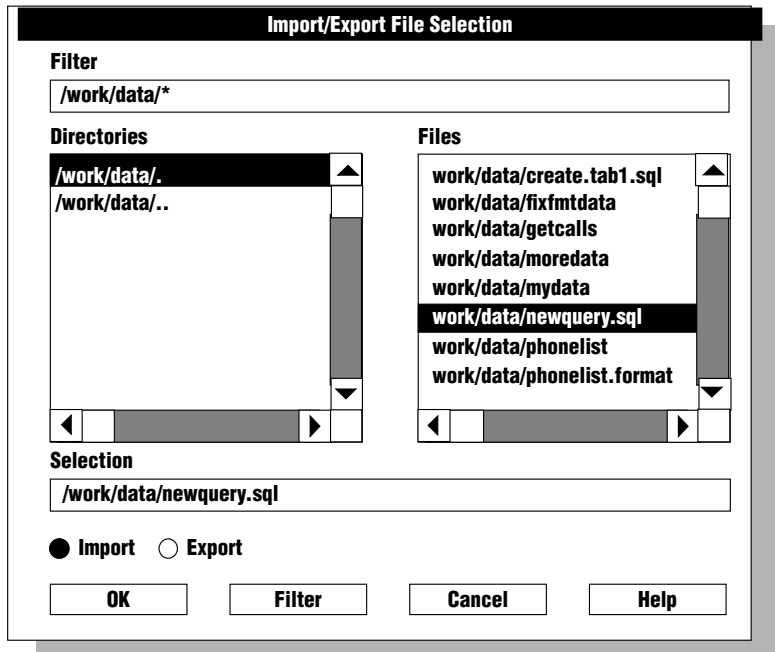 Import/Export File Selection
Filter
/work/data/*
Directories
/work/data/.
/work/data/..
Files
work/data/create.tab1.sql
work/data/fixfmtdata
work/data/getcalls
work/data/moredata
work/data/mydata
work/data/newquery.sql
work/data/phonelist
work/data/phonelist.format
Selection
/work/data/newquery.sql
Import Export
OK Filter Cancel Help